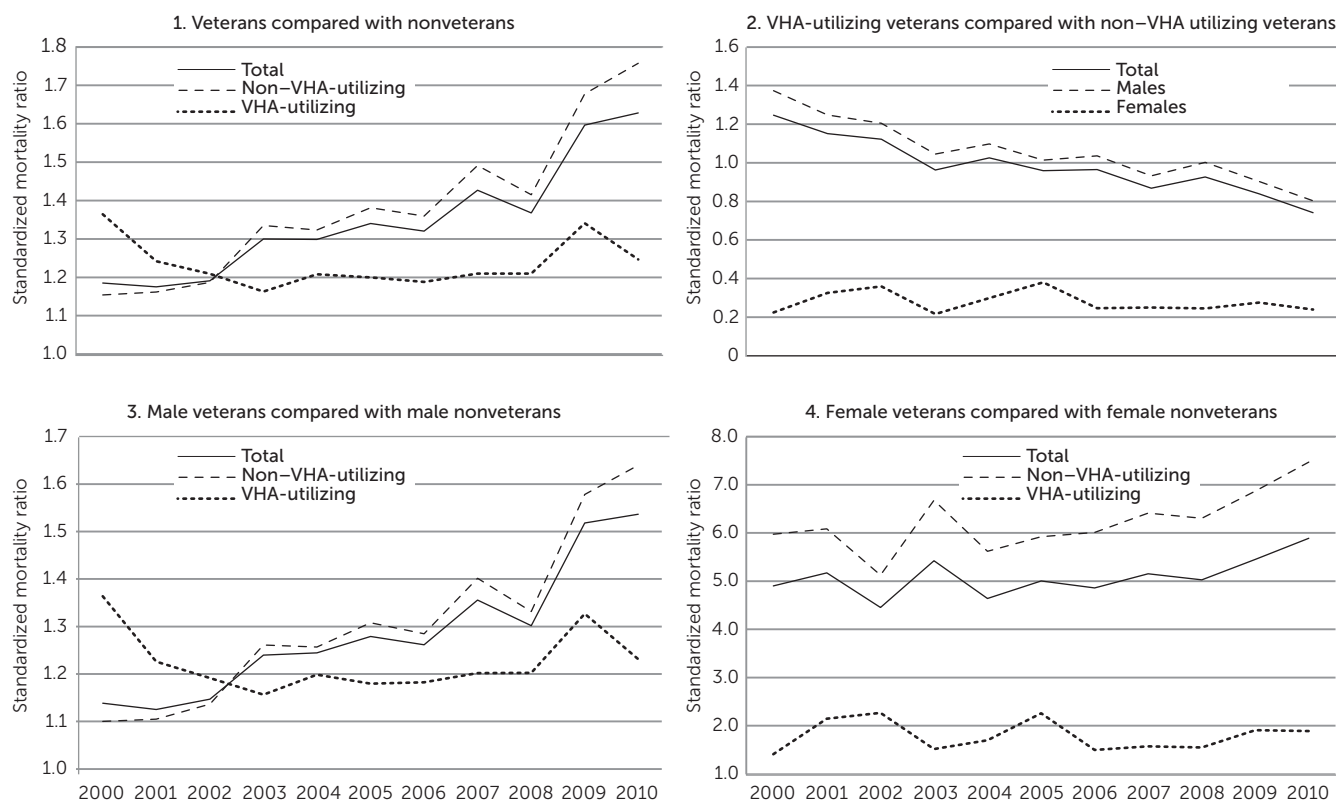 1. Veterans compared with nonveterans
Standardized mortality ratio
1.8
1.7
1.6
1.5
1.4
1.3
1.2
1.1
1.0
Total
Non–VHA-utilizing
VHA-utilizing
2. VHA-utilizing veterans compared with non–VHA utilizing veterans
Standardized mortality ratio
1.6
1.4
1.2
1.0
0.8
0.6
0.4
0.2
0
Total
Males
Females
3. Male veterans compared with male nonveterans
Standardized mortality ratio
1.7
1.6
1.5
1.4
1.3
1.2
1.1
1.0
Total
Non–VHA-utilizing
VHA-utilizing
2000 2001 2002 2003 2004 2005 2006 2007 2008 2009 2010
4. Female veterans compared with female nonveterans
Standardized mortality ratio
8.0
7.0
6.0
5.0
4.0
3.0
2.0
1.0
Total
Non–VHA-utilizing
VHA-utilizing
2000 2001 2002 2003 2004 2005 2006 2007 2008 2009 2010